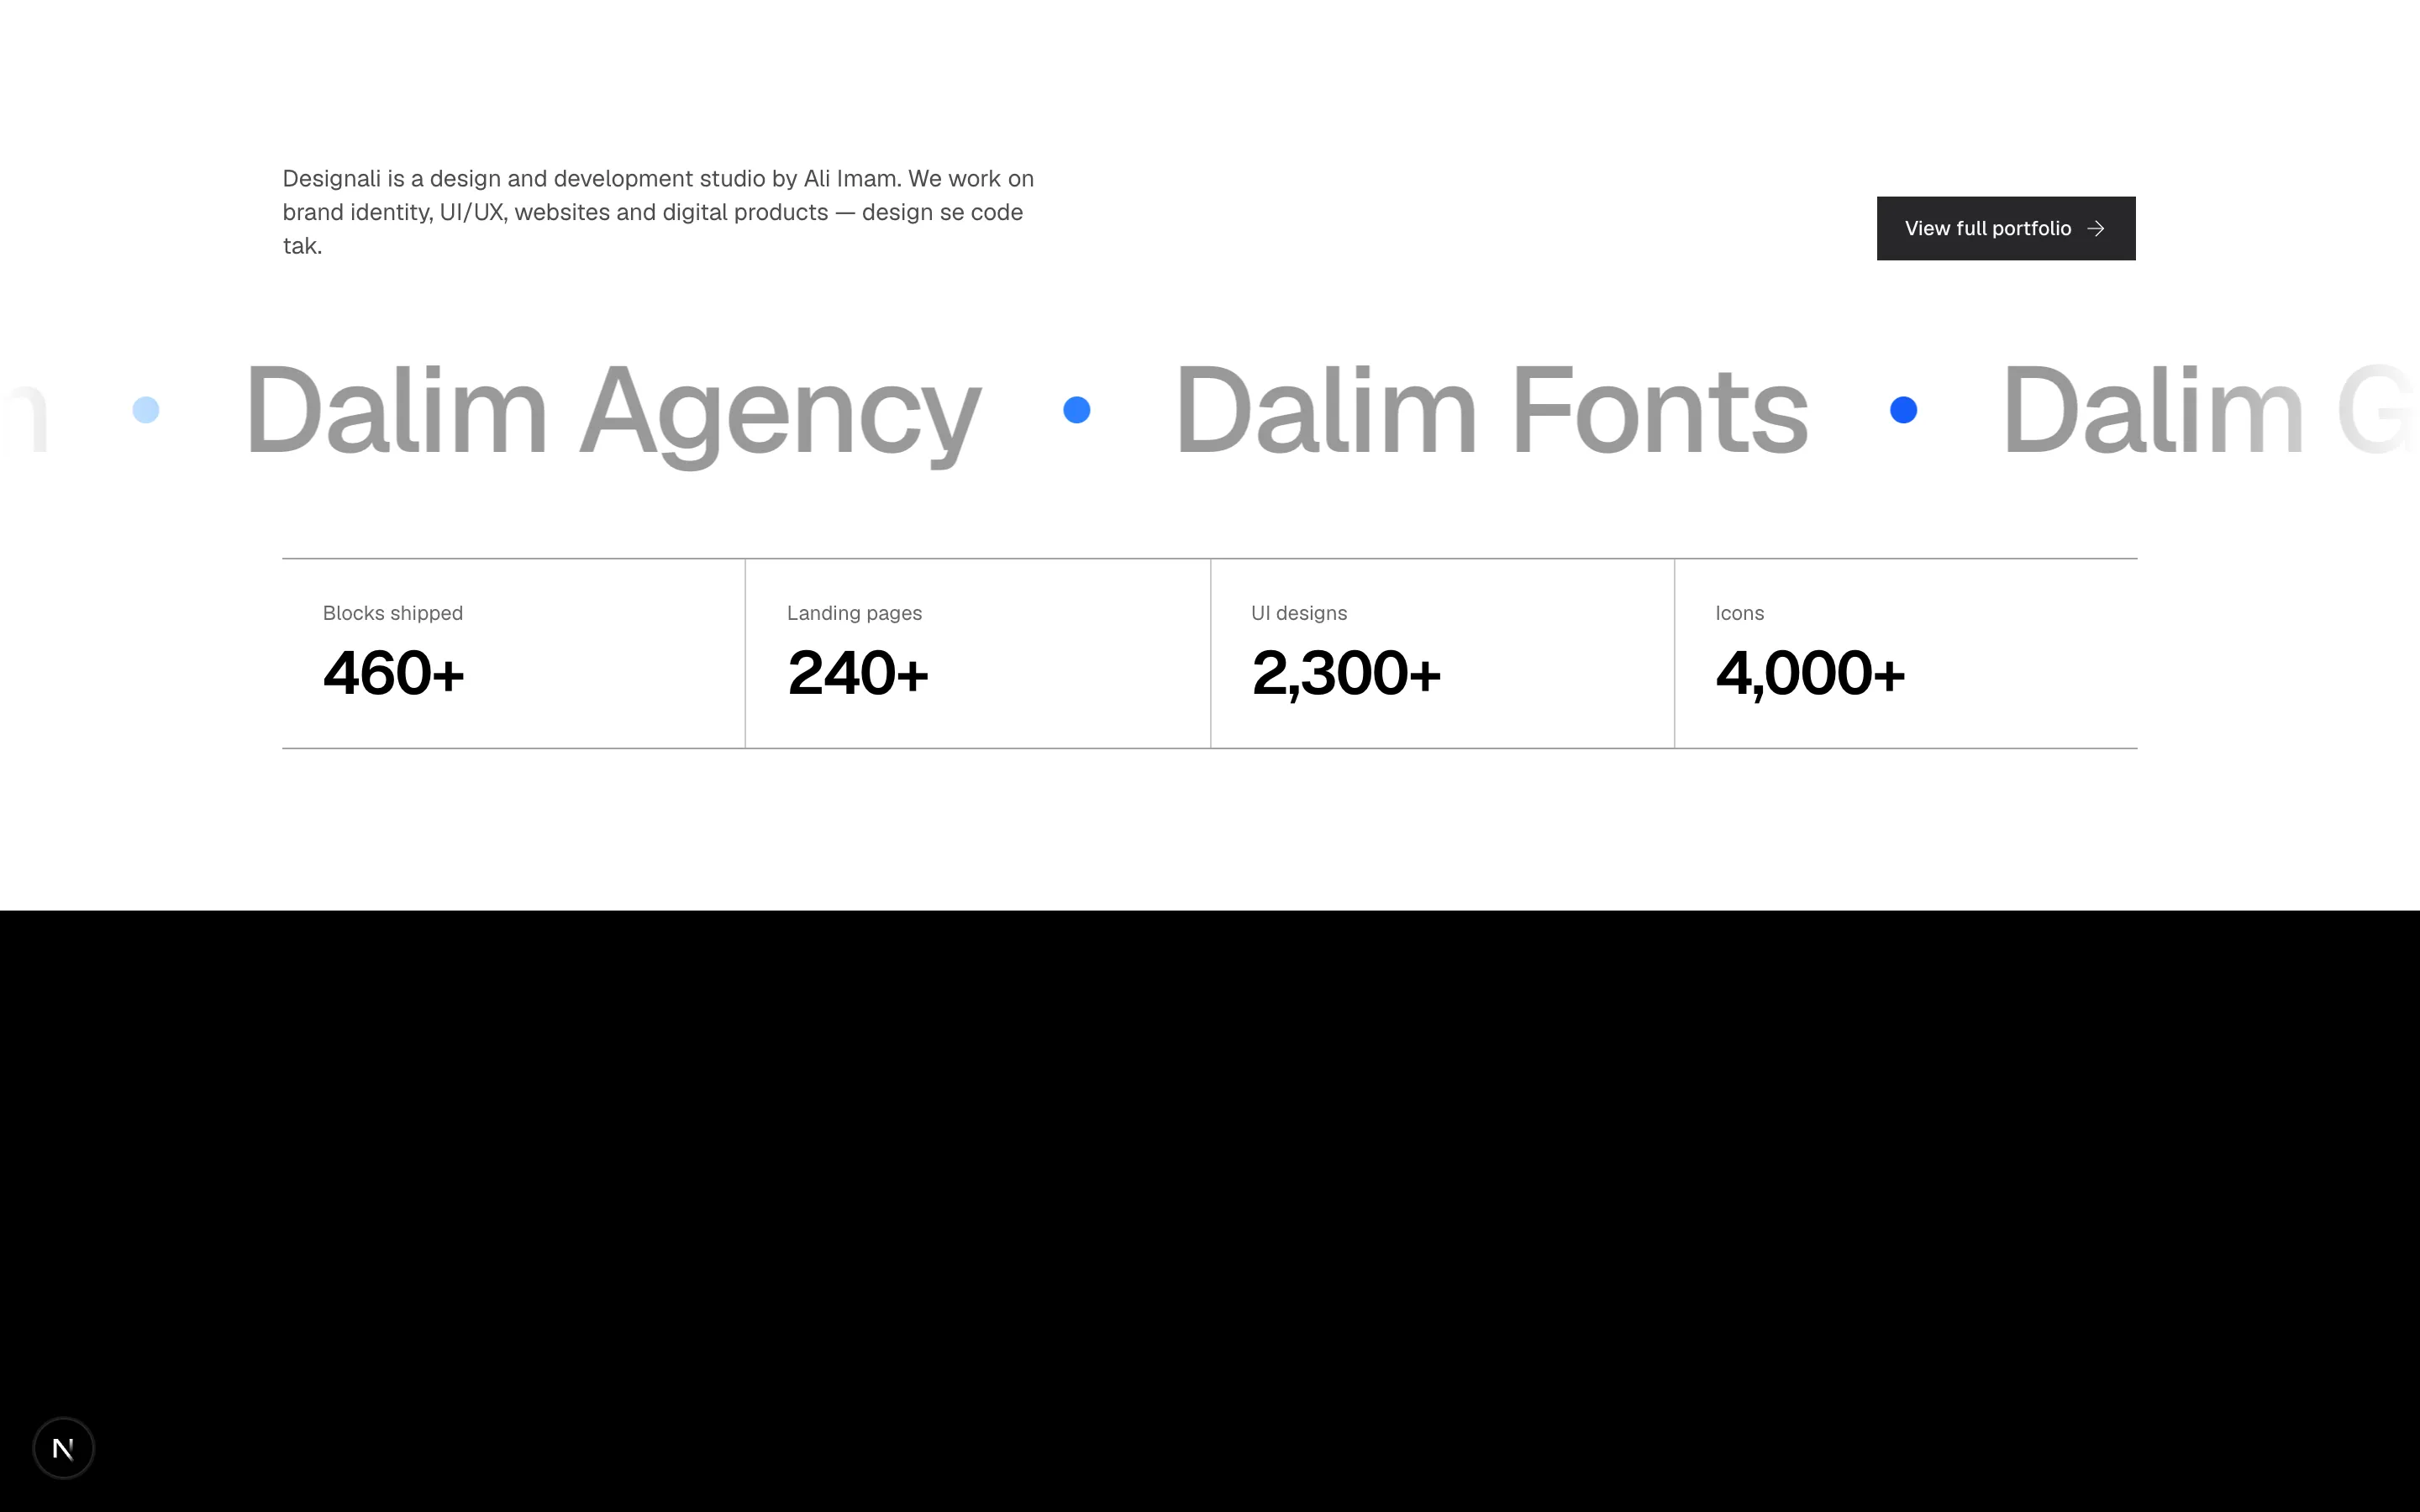 Designali is a design and development studio by Ali Imam. We work on
brand identity, UI/UX, websites and digital products — design se code
tak.
View full portfolio
Dalim Agency • Dalim Fonts • Dalim G
Blocks shipped
460+
Landing pages
240+
UI designs
2,300+
Icons
4,000+
N